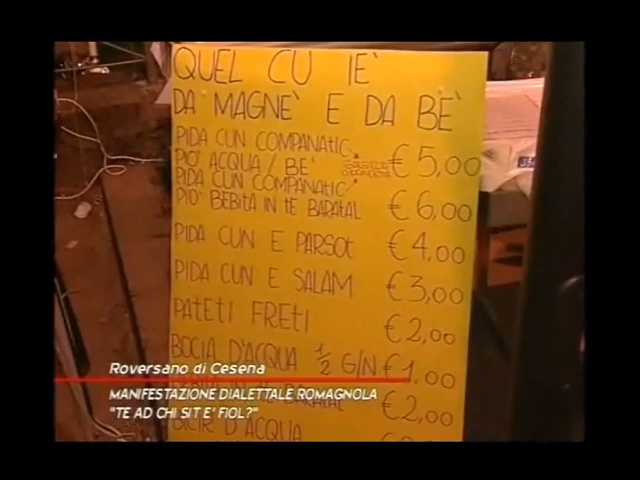 QUEL CU IE'
DA MAGNE' E DA BE'
PIDA CUN COMPANATIC
PIO' ACQUA / BE' € 5,00
PIDA CUN COMPANATIC
PIO' BEBITA IN TE BARATAL € 6,00
PIDA CUN E PARSOT € 4,00
PIDA CUN E SALAM € 3,00
PATETI FRETI € 2,00
BOCIA D'ACQUA 1/2 G/N € 1,00
BARATAL € 2,00
BICIR D'ACQUA
Roversano di Cesena
MANIFESTAZIONE DIALETTALE ROMAGNOLA
"TE AD CHI SIT E' FIOL?"